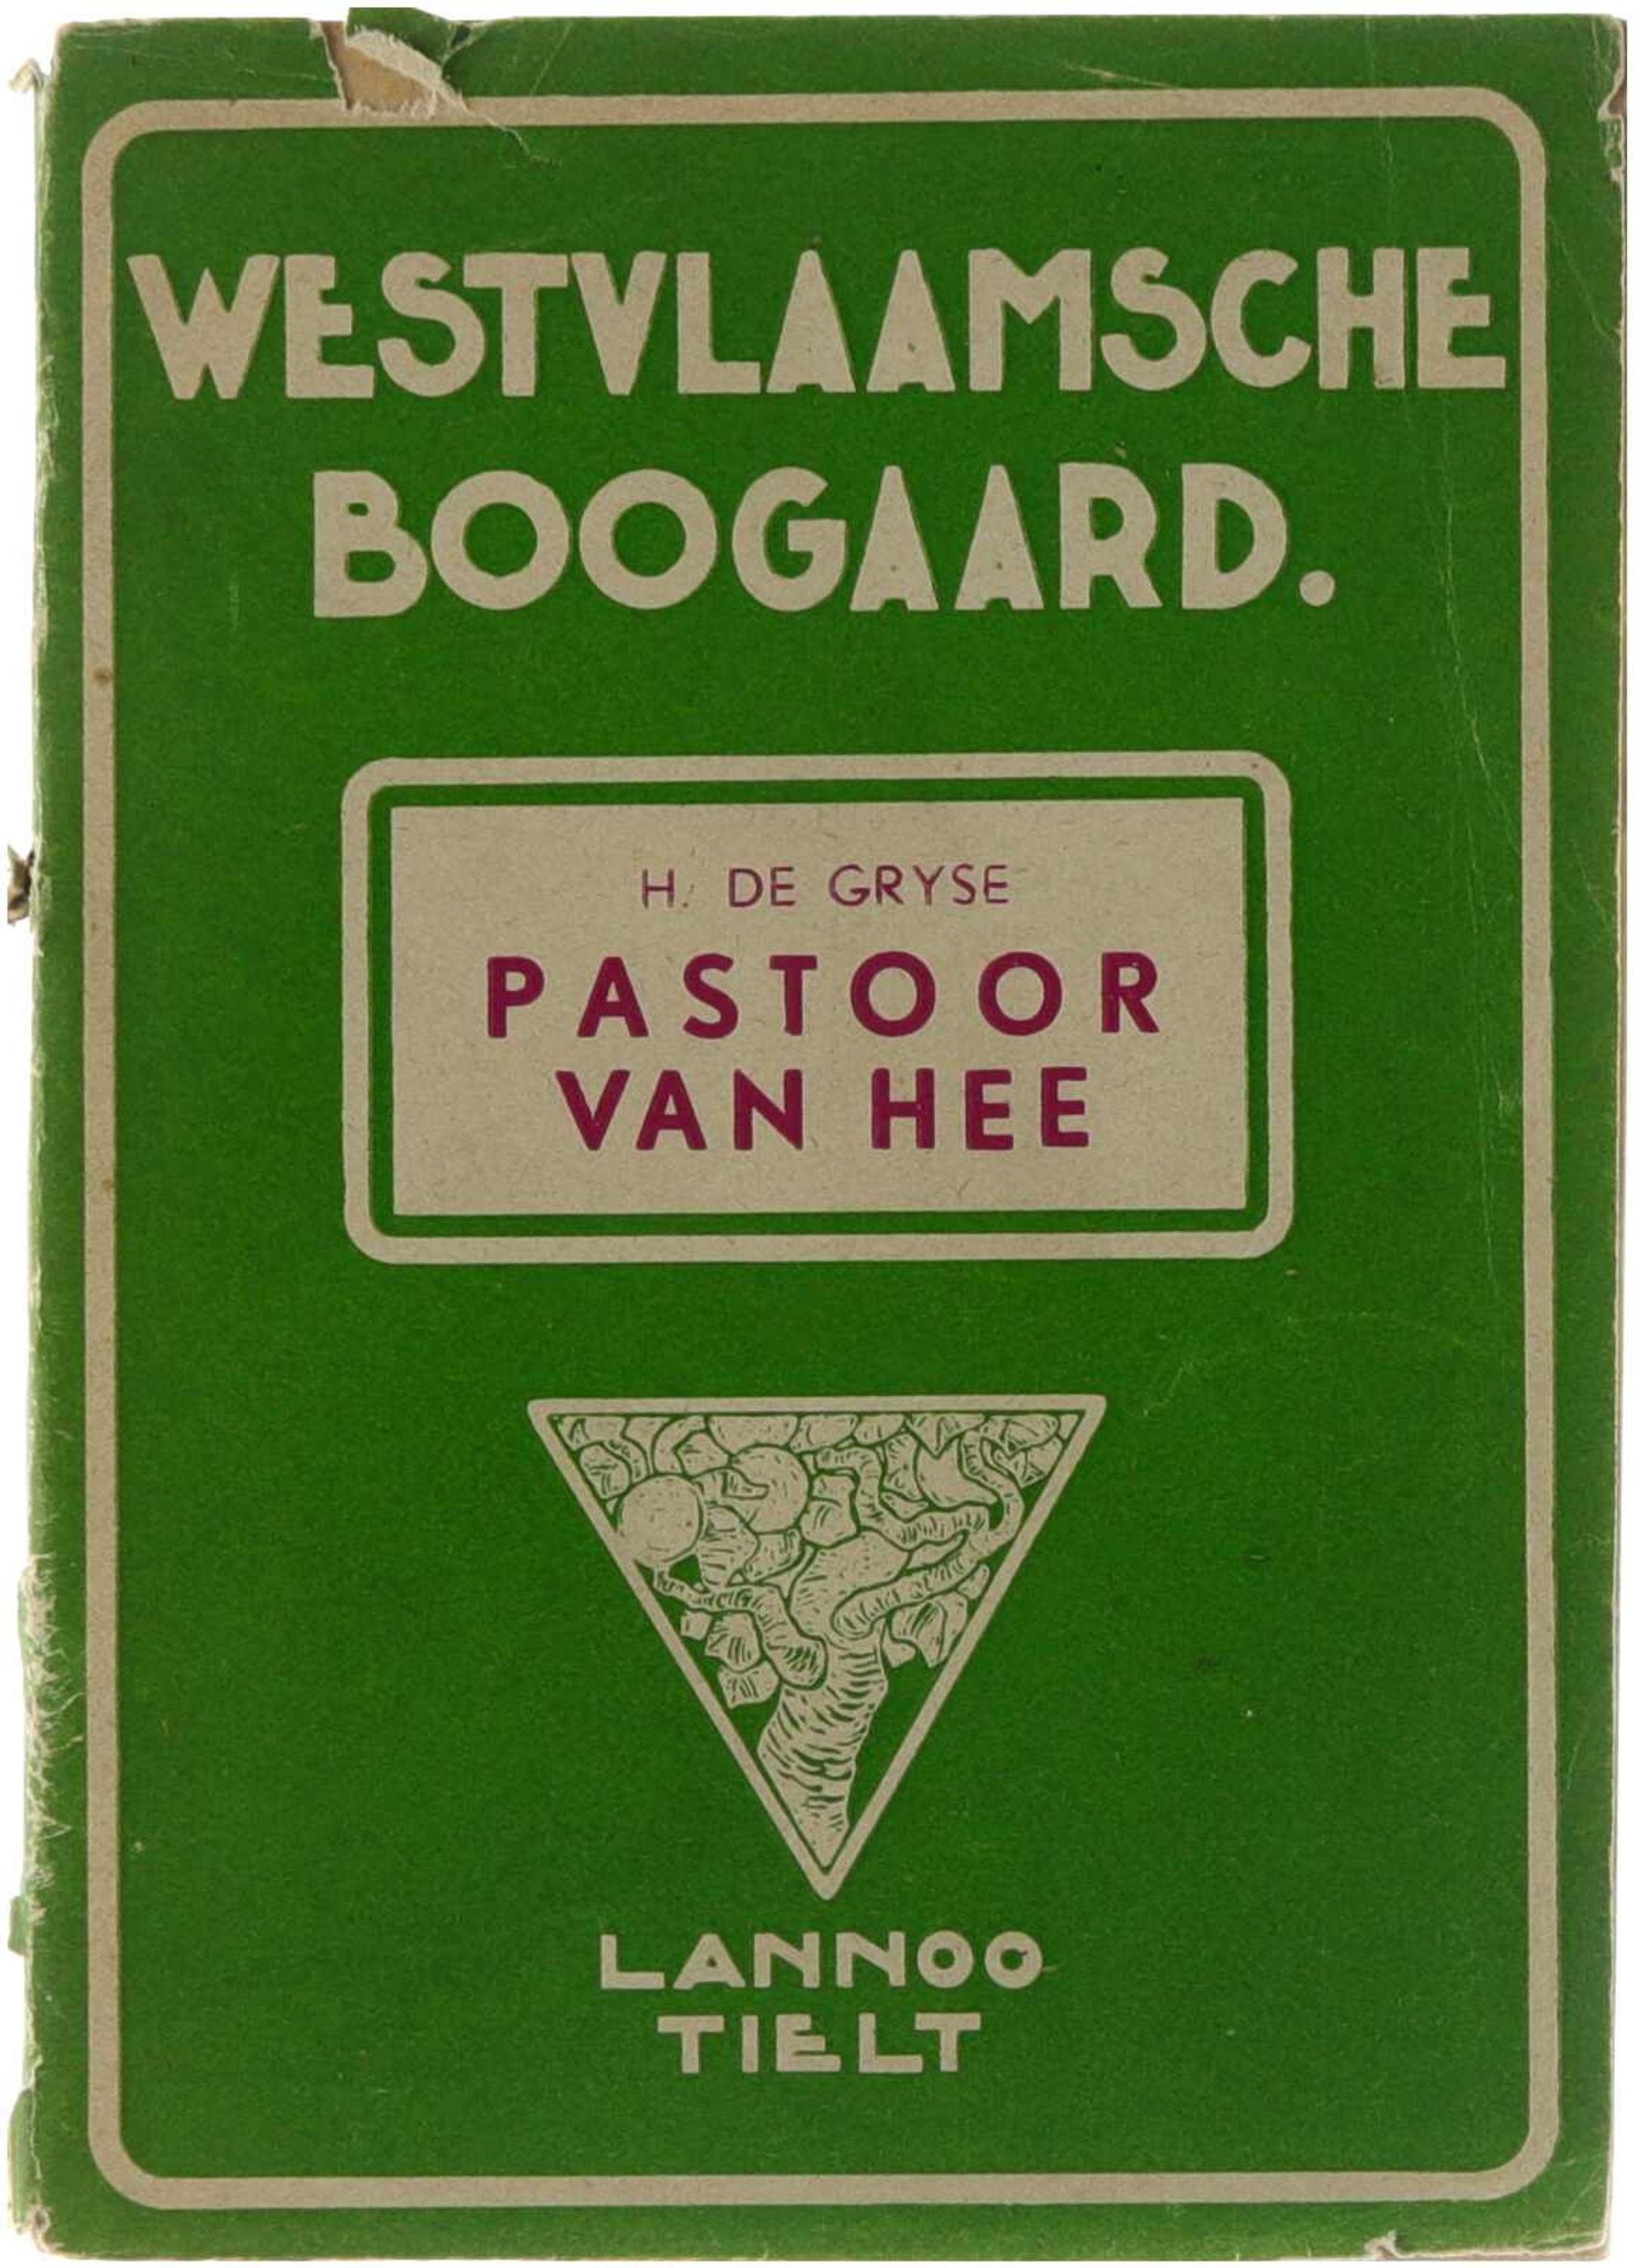 WESTVLAAMSCHE
BOOGAARD.
H. DE GRYSE
PASTOOR
VAN HEE
LANNOO
TIELT